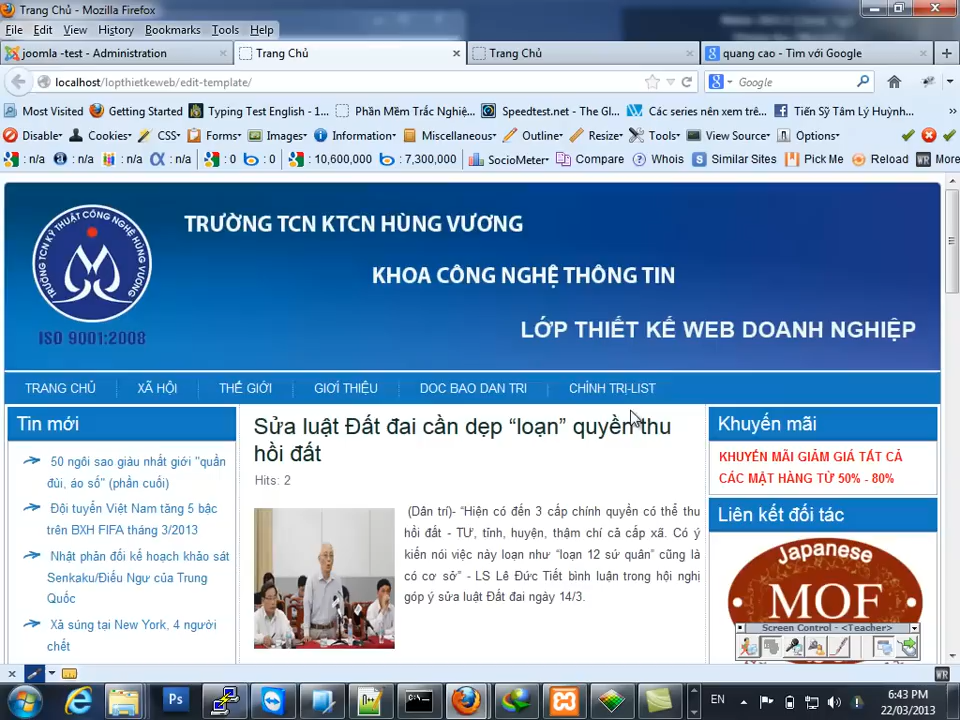 Trang Chủ - Mozilla Firefox
File Edit View History Bookmarks Tools Help
joomla -test - Administration
Trang Chủ
Trang Chủ
quang cao - Tìm với Google
localhost/lopthietkeweb/edit-template/
Google
Most Visited Getting Started Typing Test English - 1... Phần Mềm Trắc Nghiệ... Speedtest.net - The Gl... Các series nên xem trê... Tiến Sỹ Tâm Lý Huỳnh...
Disable Cookies CSS Forms Images Information Miscellaneous Outline Resize Tools View Source Options
: n/a : n/a : n/a : n/a : 0 : 0 : 10,600,000 : 7,300,000 SocioMeter Compare Whois Similar Sites Pick Me Reload More
TRƯỜNG TCN KỸ THUẬT CÔNG NGHỆ HÙNG VƯƠNG
ISO 9001:2008
TRƯỜNG TCN KTCN HÙNG VƯƠNG
KHOA CÔNG NGHỆ THÔNG TIN
LỚP THIẾT KẾ WEB DOANH NGHIỆP
TRANG CHỦ XÃ HỘI THẾ GIỚI GIƠÍ THIỆU DOC BAO DAN TRI CHÍNH TRỊ-LIST
Tin mới
50 ngôi sao giàu nhất giới "quần
đùi, áo số" (phần cuối)
Đội tuyển Việt Nam tăng 5 bậc
trên BXH FIFA tháng 3/2013
Nhật phản đối kế hoạch khảo sát
Senkaku/Điếu Ngư của Trung
Quốc
Xả súng tại New York, 4 người
chết
Sửa luật Đất đai cần dẹp “loạn” quyền thu
hồi đất
Hits: 2
(Dân trí)- “Hiện có đến 3 cấp chính quyền có thể thu
hồi đất - TƯ, tỉnh, huyện, thậm chí cả cấp xã. Có ý
kiến nói việc này loạn như “loạn 12 sứ quân” cũng là
có cơ sở” - LS Lê Đức Tiết bình luận trong hội nghị
góp ý sửa luật Đất đai ngày 14/3.
Khuyến mãi
KHUYẾN MÃI GIẢM GIÁ TẤT CẢ
CÁC MẶT HÀNG TỪ 50% - 80%
Liên kết đối tác
Japanese
MOF
Screen Control - <Teacher>
WR
Ps
EN
6:43 PM
22/03/2013